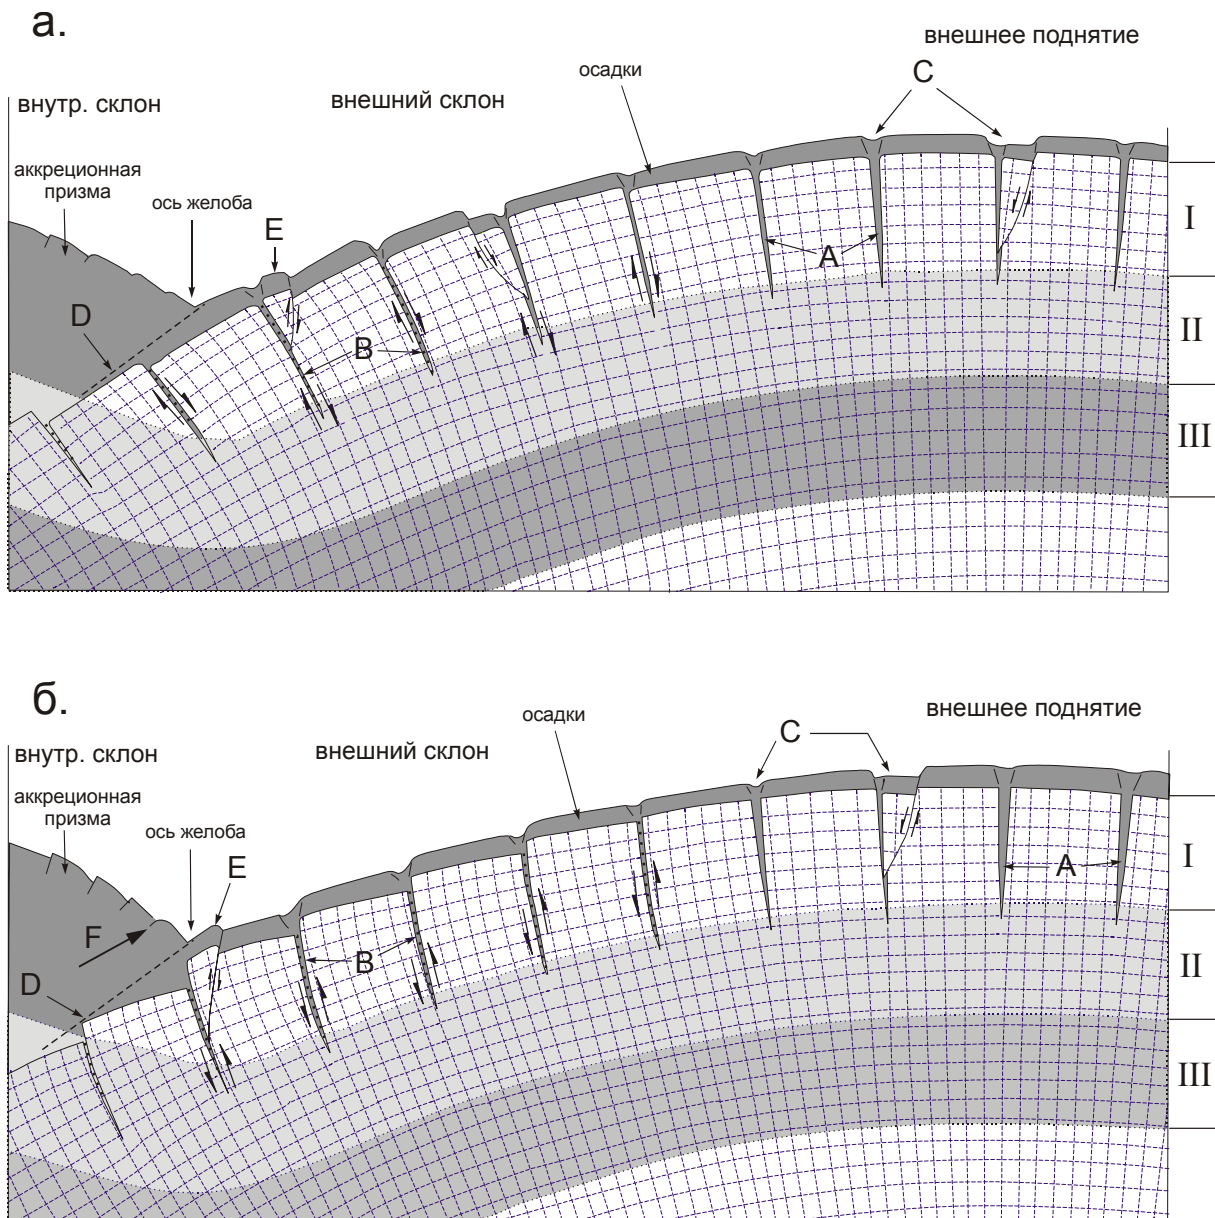 а.
внешнее поднятие
C
осадки
внутр. склон
внешний склон
аккреционная
призма
ось желоба
E
I
A
D
II
B
III
б.
осадки
внешнее поднятие
C
внутр. склон
внешний склон
аккреционная
призма
ось желоба
E
I
A
F
B
II
D
III